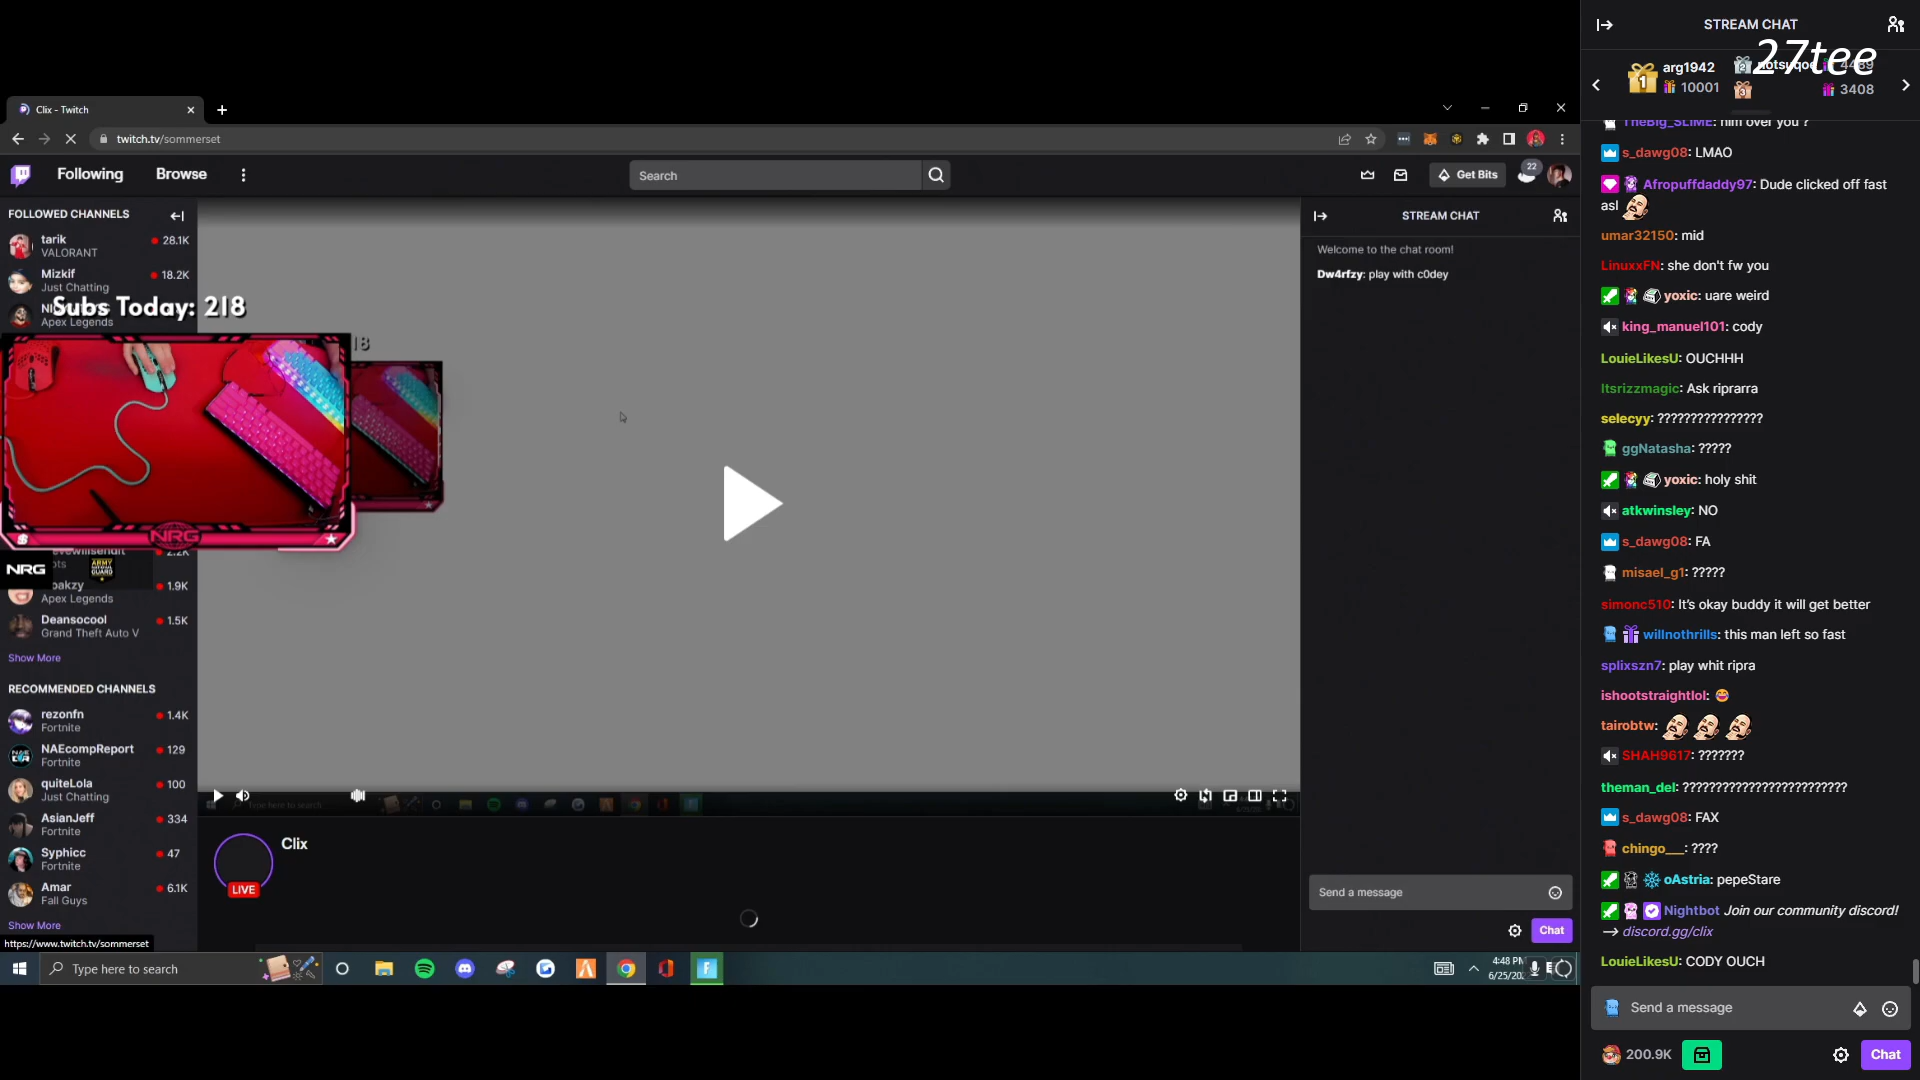 STREAM CHAT
27tee
arg1942
10001
3408
Clix - Twitch
twitch.tv/sommerset
Following
Browse
Search
22
Get Bits
FOLLOWED CHANNELS
tarik
28.1K
VALORANT
Mizkif
18.2K
Just Chatting
Subs Today: 218
Apex Legends
18
NRG
NRG
ARMY
2.2K
1.9K
Apex Legends
Deansocool
1.5K
Grand Theft Auto V
Show More
RECOMMENDED CHANNELS
rezonfn
1.4K
Fortnite
NAEcompReport
129
Fortnite
quiteLola
100
Just Chatting
AsianJeff
334
Fortnite
Syphicc
47
Fortnite
Amar
6.1K
Fall Guys
Show More
https://www.twitch.tv/sommerset
Clix
LIVE
STREAM CHAT
Welcome to the chat room!
Dw4rfzy: play with c0dey
Send a message
Chat
Type here to search
4:48 PM
s_dawg08: LMAO
Afropuffdaddy97: Dude clicked off fast
asl
umar32150: mid
LinuxxFN: she don't fw you
yoxic: uare weird
king_manuel101: cody
LouieLikesU: OUCHHH
Itsrizzmagic: Ask riprarra
selecyy: ????????????????
ggNatasha: ?????
yoxic: holy shit
atkwinsley: NO
s_dawg08: FA
misael_g1: ?????
simonc510: It's okay buddy it will get better
willnothrills: this man left so fast
splixszn7: play whit ripra
ishootstraightlol:
tairobtw:
SHAH9617: ???????
theman_del: ?????????????????????????
s_dawg08: FAX
chingo__: ????
oAstria: pepeStare
Nightbot Join our community discord!
→ discord.gg/clix
LouieLikesU: CODY OUCH
Send a message
200.9K
Chat